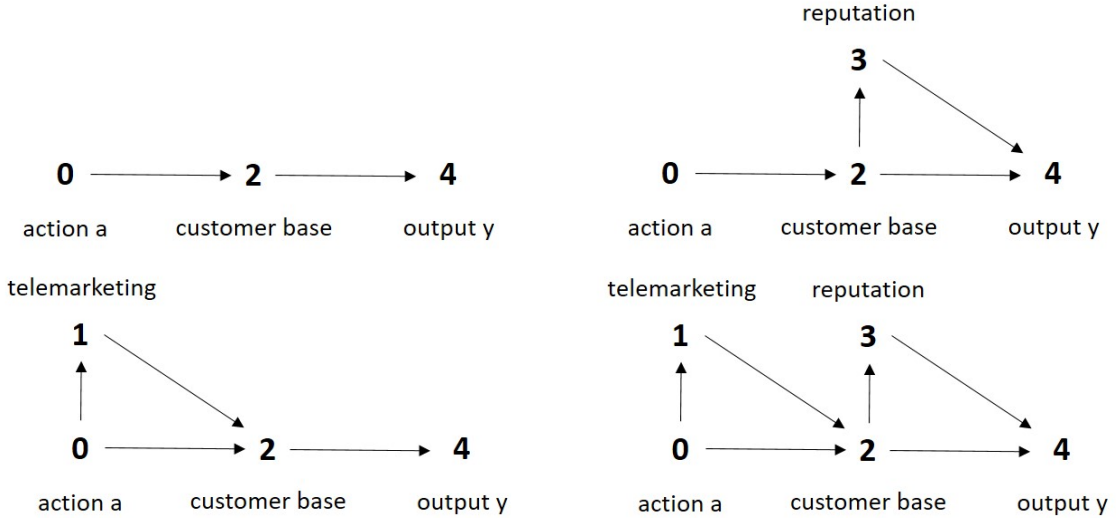 reputation
3
0 2 4
action a customer base output y
0 2 4
action a customer base output y
telemarketing
1
0 2 4
action a customer base output y
telemarketing reputation
1 3
0 2 4
action a customer base output y